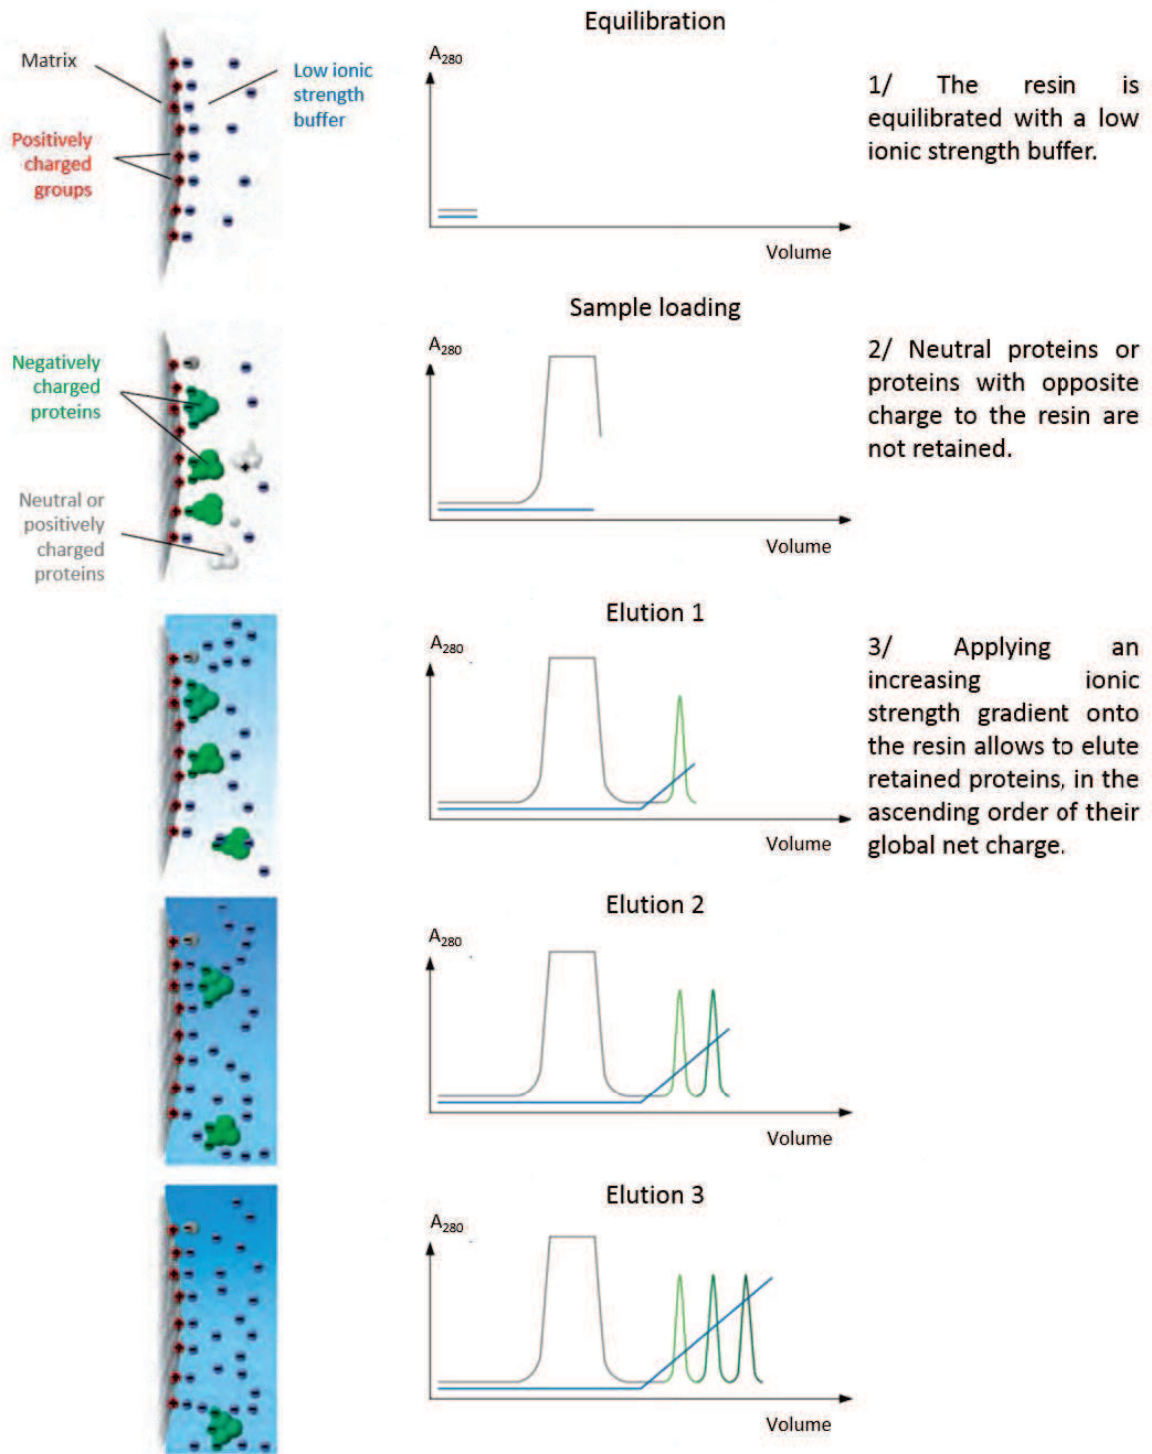 Equilibration
Matrix
Low ionic
strength
buffer
Positively
charged
groups
A280
Volume
1/ The resin is
equilibrated with a low
ionic strength buffer.
Sample loading
Negatively
charged
proteins
Neutral or
positively
charged
proteins
A280
Volume
2/ Neutral proteins or
proteins with opposite
charge to the resin are
not retained.
Elution 1
A280
Volume
3/ Applying an
increasing ionic
strength gradient onto
the resin allows to elute
retained proteins, in the
ascending order of their
global net charge.
Elution 2
A280
Volume
Elution 3
A280
Volume